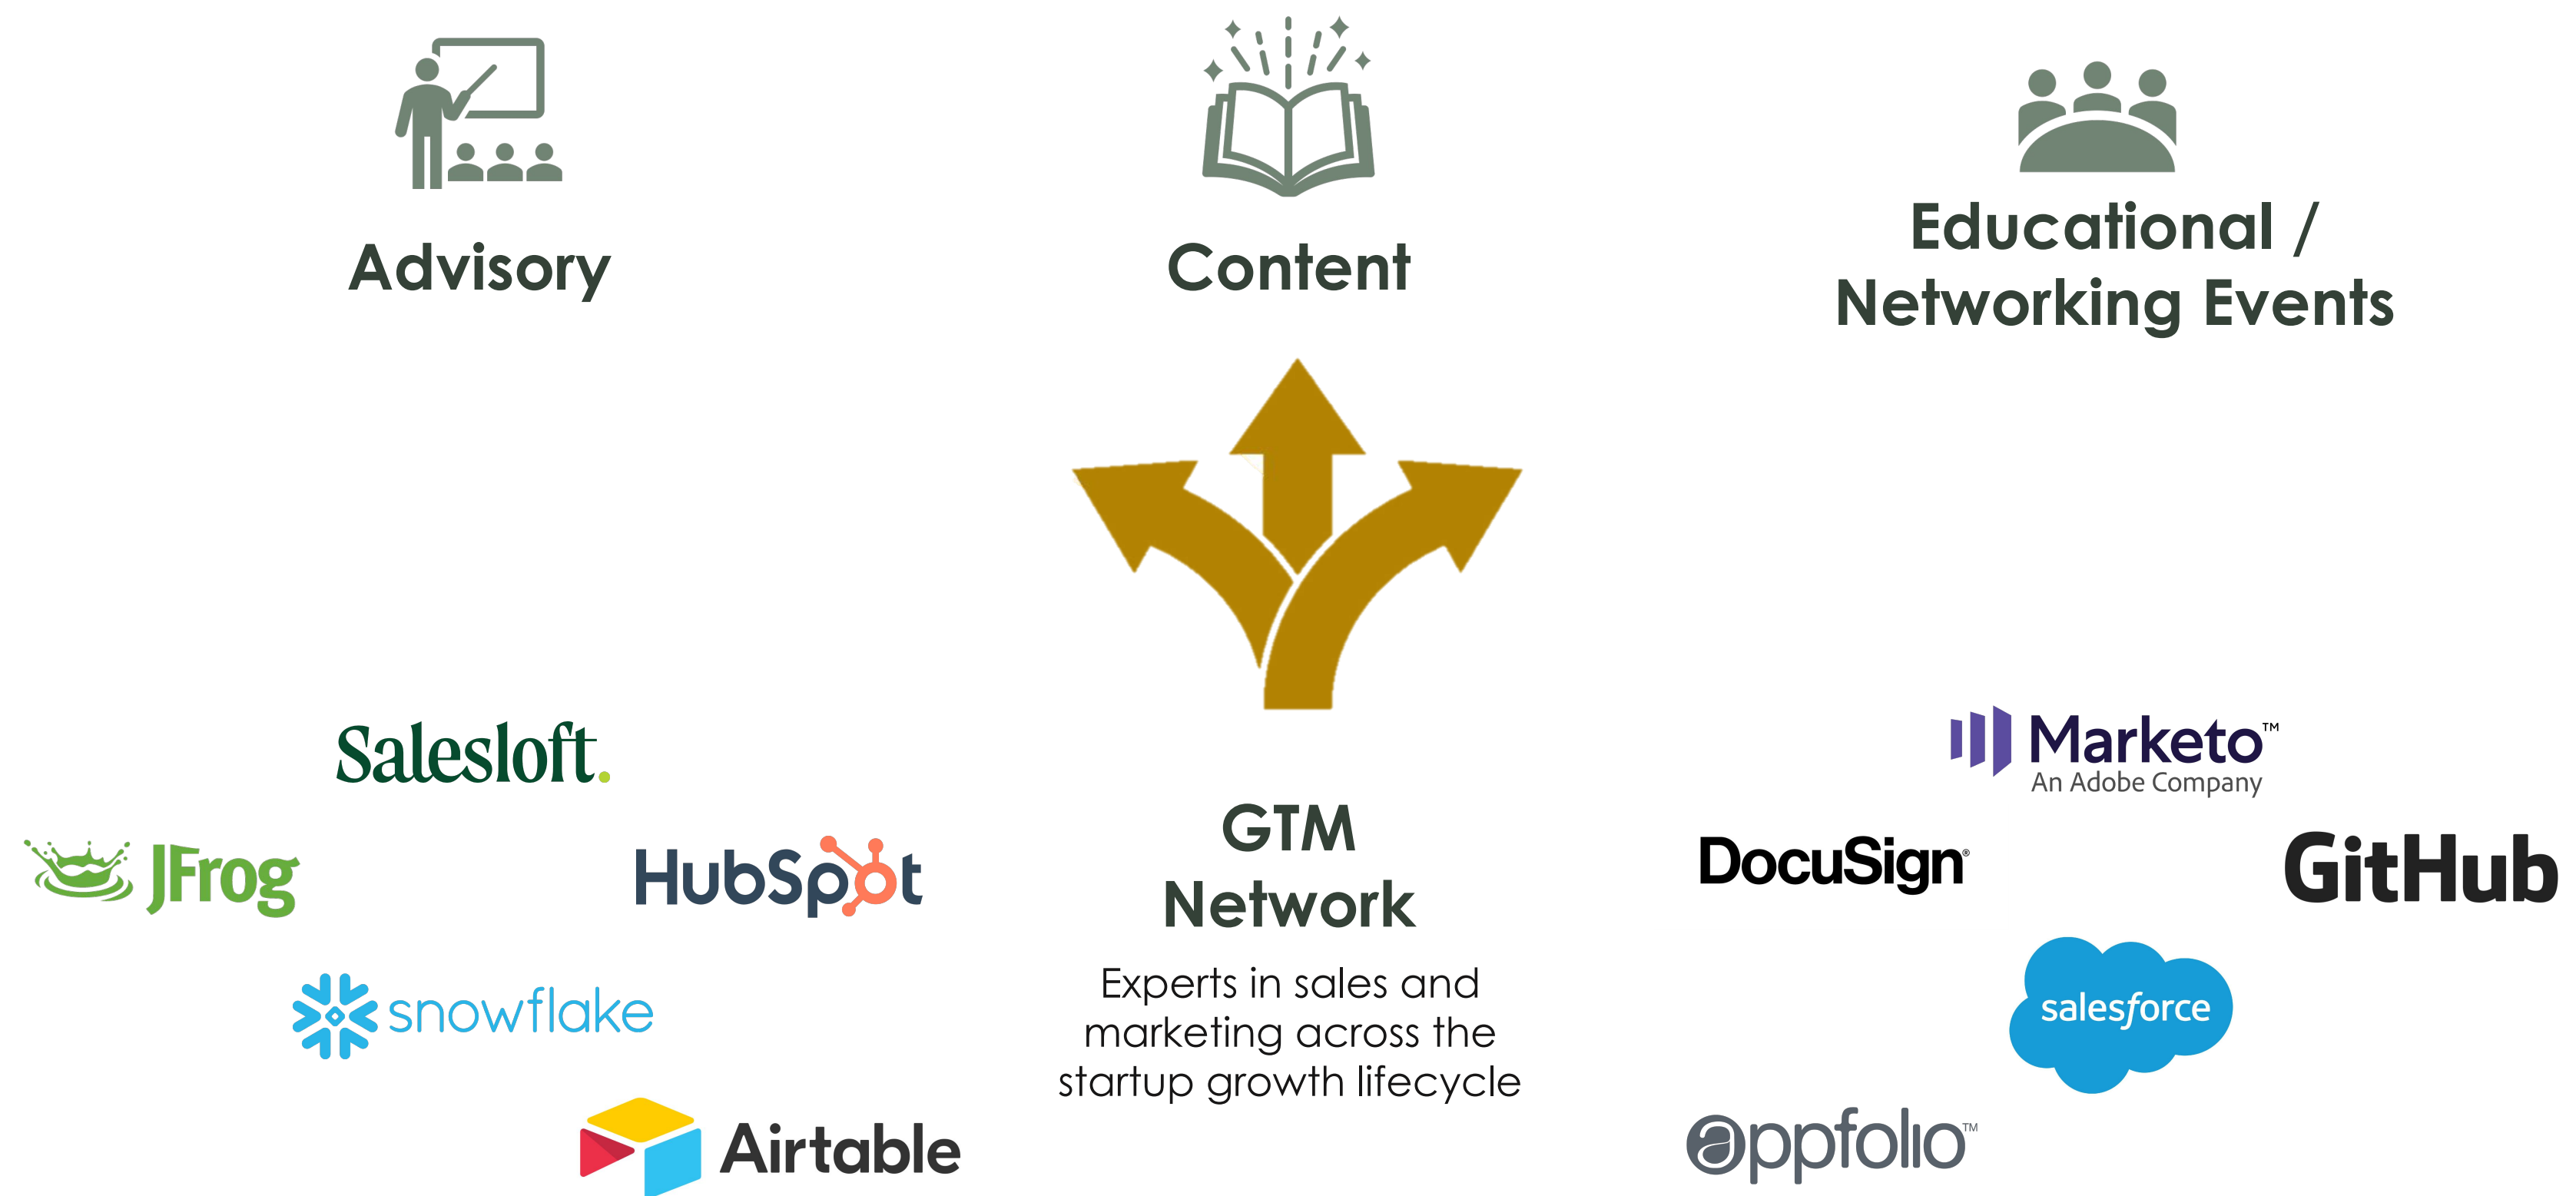 Advisory
Content
Educational /
Networking Events
Salesloft.
JFrog
HubSpot
snowflake
Airtable
GTM
Network
Experts in sales and
marketing across the
startup growth lifecycle
Marketo™
An Adobe Company
DocuSign®
GitHub
salesforce
appfolio™